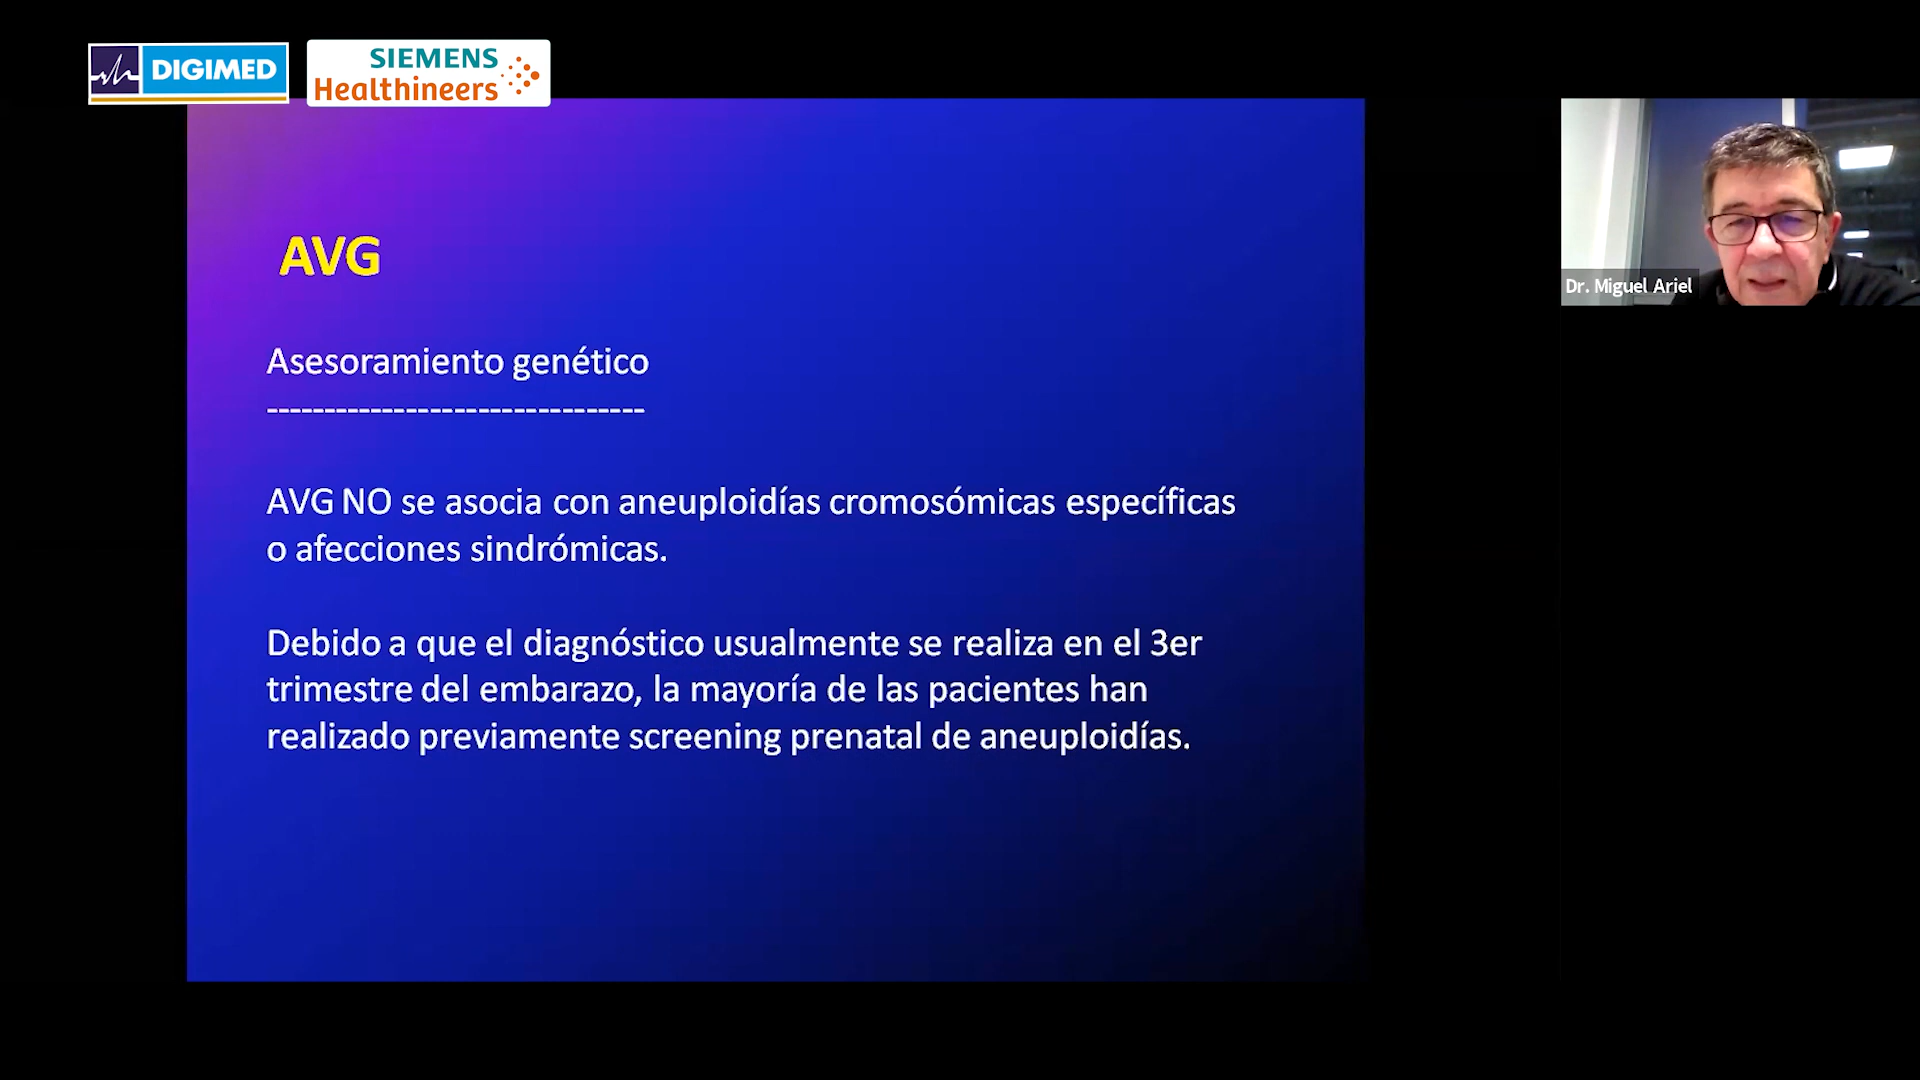 DIGIMED
SIEMENS
Healthineers
AVG
Asesoramiento genético
---------------------------------
AVG NO se asocia con aneuploidías cromosómicas específicas
o afecciones sindrómicas.
Debido a que el diagnóstico usualmente se realiza en el 3er
trimestre del embarazo, la mayoría de las pacientes han
realizado previamente screening prenatal de aneuploidías.
Dr. Miguel Ariel